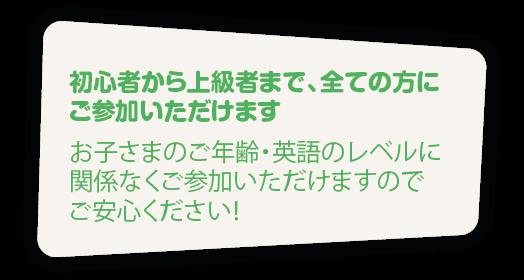 初心者から上級者まで、全ての方に
ご参加いただけます
お子さまのご年齢・英語のレベルに
関係なくご参加いただけますので
ご安心ください！